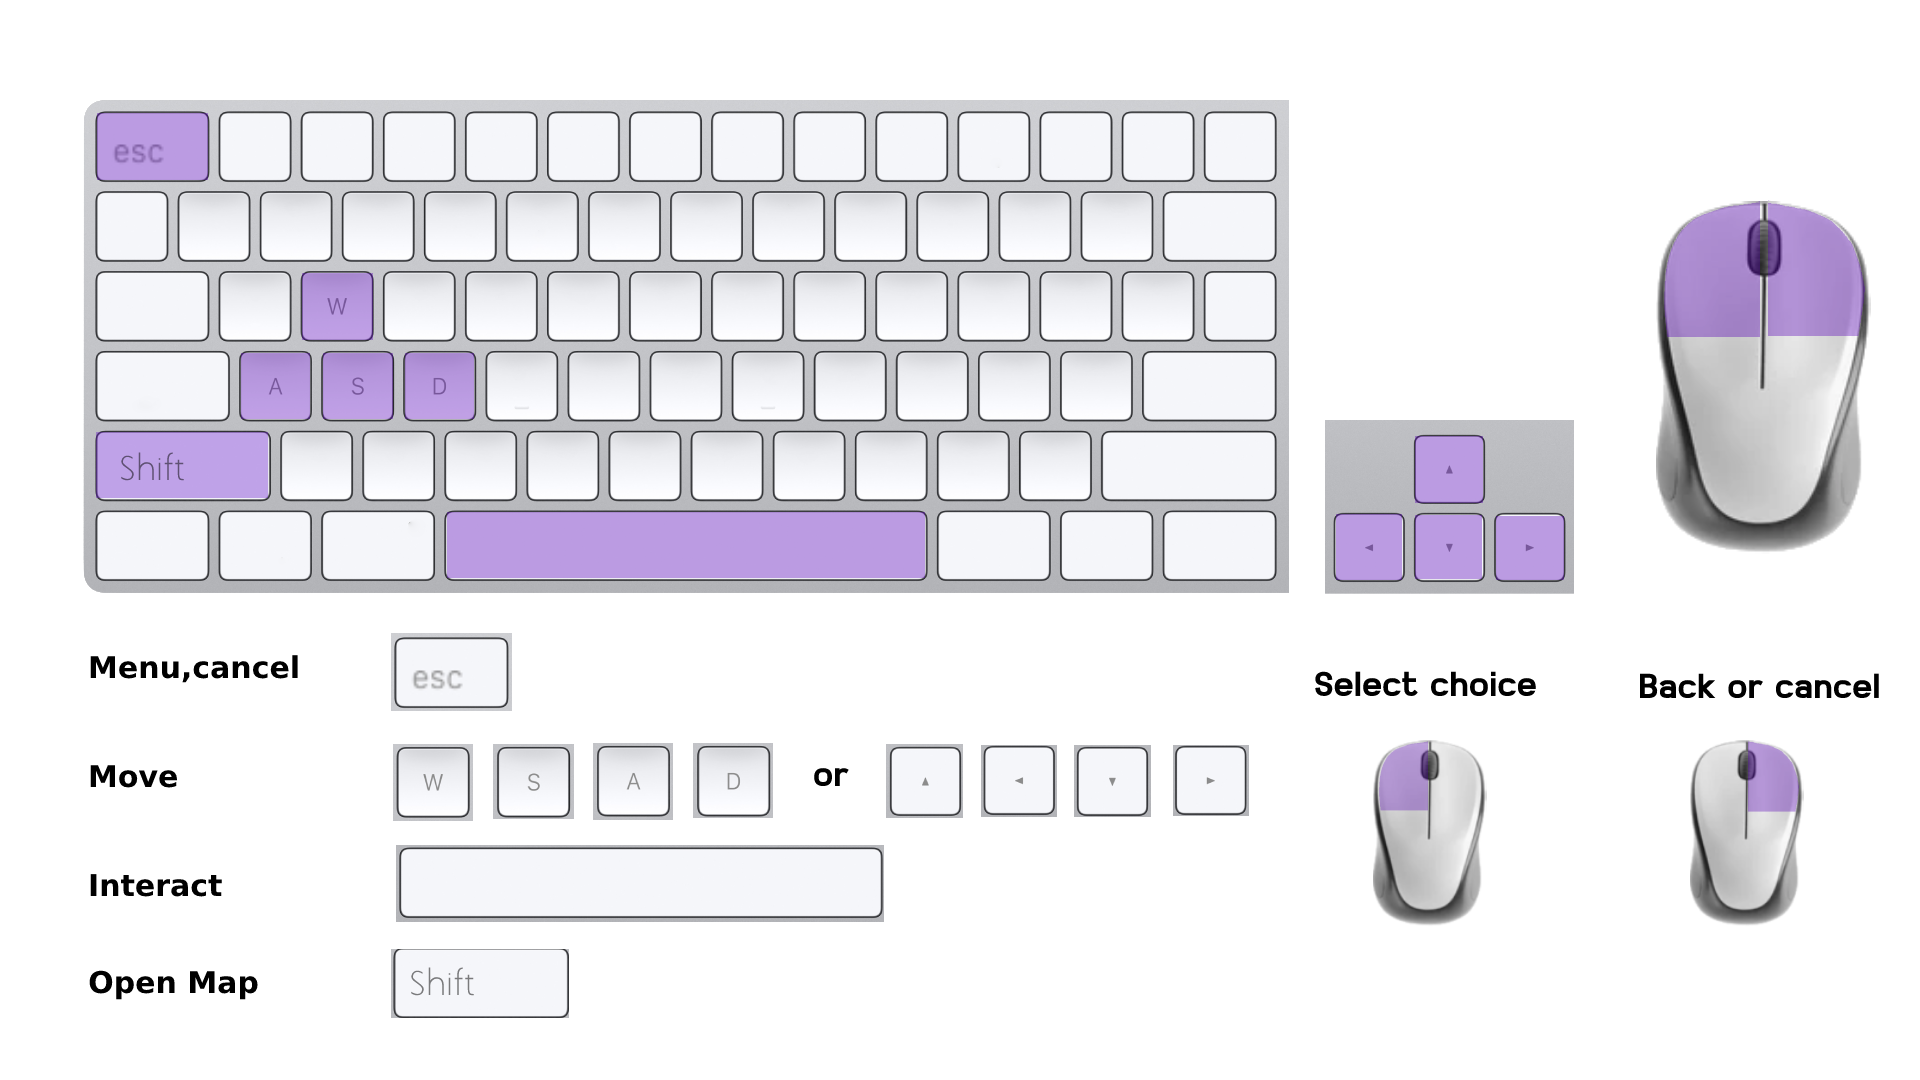 esc
W
A S D
Shift
▲
◄ ▼ ►
Menu,cancel esc
Select choice Back or cancel
Move W S A D or ▲ ◄ ▼ ►
Interact
Open Map Shift